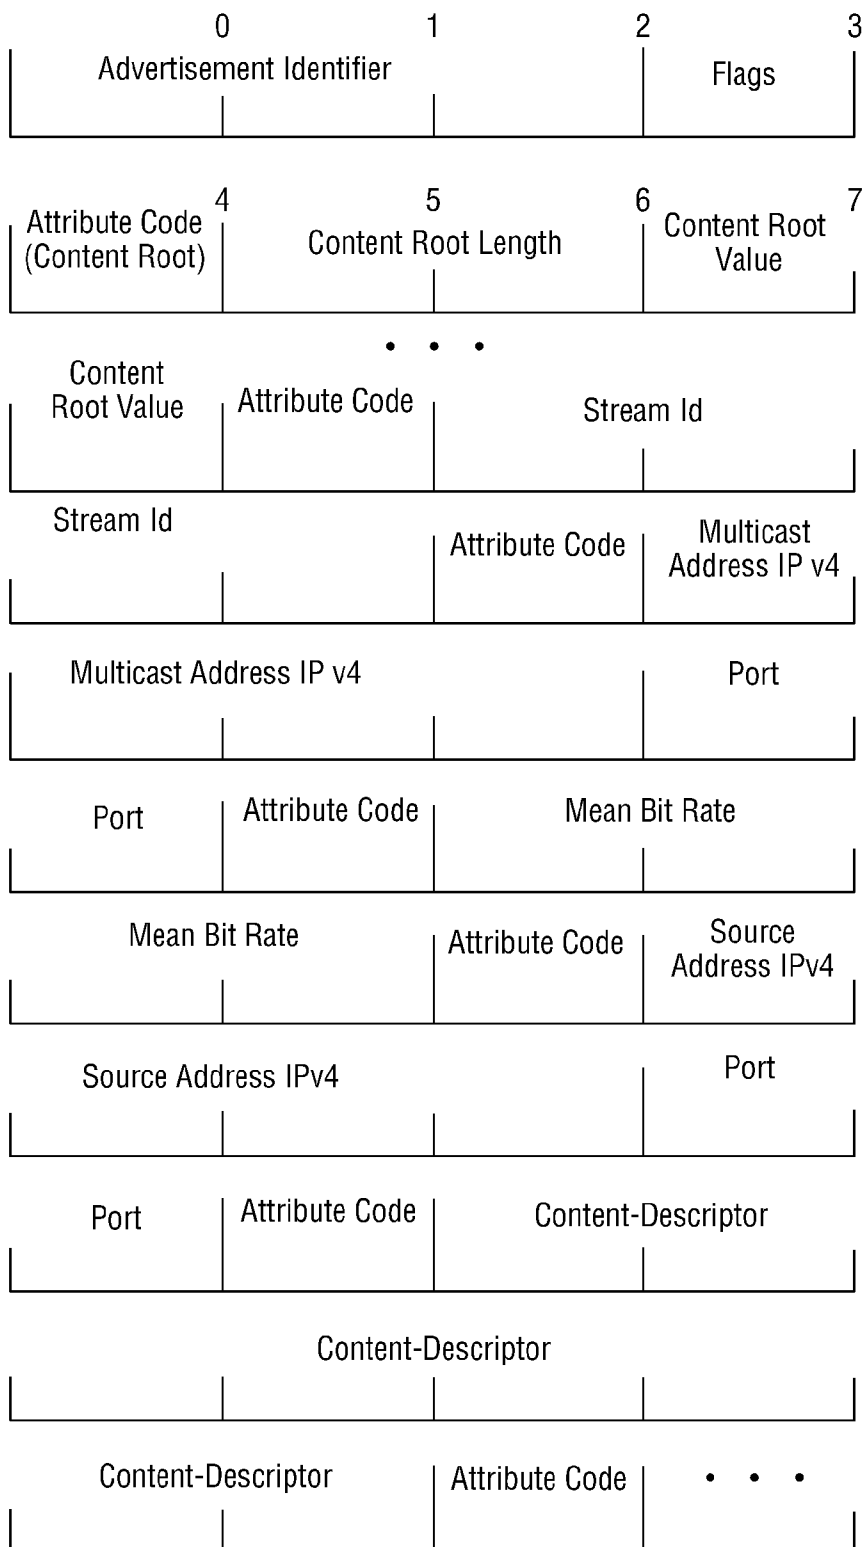 0 1 2 3
Advertisement Identifier Flags
4 5 6 7
Attribute Code
(Content Root)
Content Root Length
Content Root
Value
• • •
Content
Root Value
Attribute Code
Stream Id
Stream Id
Attribute Code
Multicast
Address IP v4
Multicast Address IP v4
Port
Port
Attribute Code
Mean Bit Rate
Mean Bit Rate
Attribute Code
Source
Address IPv4
Source Address IPv4
Port
Port
Attribute Code
Content-Descriptor
Content-Descriptor
Content-Descriptor
Attribute Code
• • •